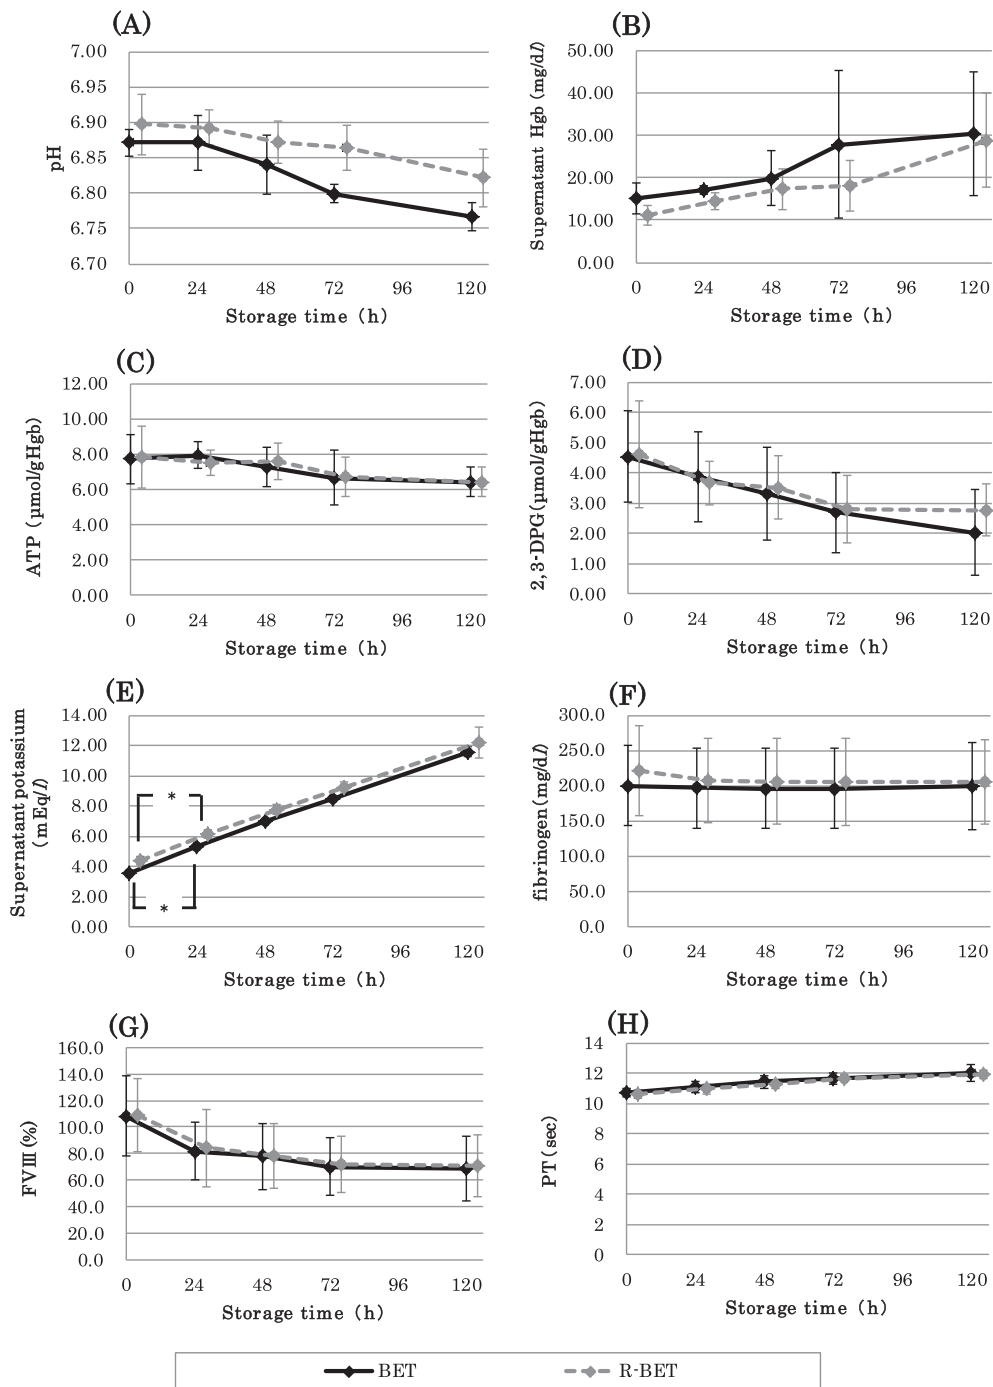 (A)
7.00
6.95
6.90
6.85
6.80
6.75
6.70
pH
0 24 48 72 96 120
Storage time (h)
(B)
50.00
40.00
30.00
20.00
10.00
0.00
Supernatant Hgb (mg/dl)
0 24 48 72 96 120
Storage time (h)
(C)
12.00
10.00
8.00
6.00
4.00
2.00
0.00
ATP (μmol/gHgb)
0 24 48 72 96 120
Storage time (h)
(D)
7.00
6.00
5.00
4.00
3.00
2.00
1.00
0.00
2,3-DPG(μmol/gHgb)
0 24 48 72 96 120
Storage time (h)
(E)
14.00
12.00
10.00
8.00
6.00
4.00
2.00
0.00
Supernatant potassium
(mEq/l)
*
*
0 24 48 72 96 120
Storage time (h)
(F)
300.0
250.0
200.0
150.0
100.0
50.0
0.0
fibrinogen(mg/dl)
0 24 48 72 96 120
Storage time (h)
(G)
160.0
140.0
120.0
100.0
80.0
60.0
40.0
20.0
0.0
FVⅢ(%)
0 24 48 72 96 120
Storage time (h)
(H)
14
12
10
8
6
4
2
0
PT(sec)
0 24 48 72 96 120
Storage time (h)
BET R-BET